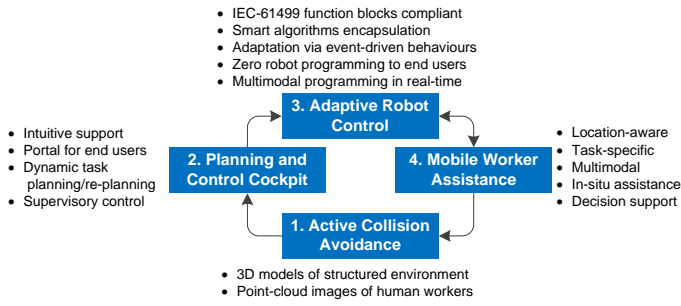 • IEC-61499 function blocks compliant
• Smart algorithms encapsulation
• Adaptation via event-driven behaviours
• Zero robot programming to end users
• Multimodal programming in real-time
3. Adaptive Robot
Control
• Intuitive support
• Portal for end users
• Dynamic task
planning/re-planning
• Supervisory control
2. Planning and
Control Cockpit
4. Mobile Worker
Assistance
• Location-aware
• Task-specific
• Multimodal
• In-situ assistance
• Decision support
1. Active Collision
Avoidance
• 3D models of structured environment
• Point-cloud images of human workers